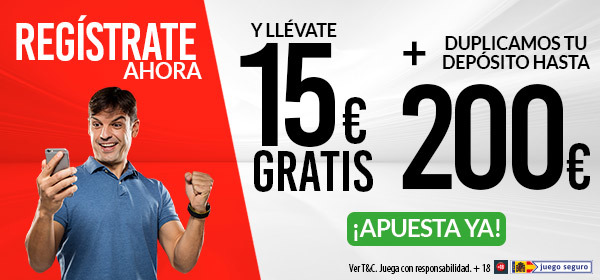 REGÍSTRATE
AHORA
Y LLÉVATE
15€
GRATIS
+
DUPLICAMOS TU
DEPÓSITO HASTA
200€
¡APUESTA YA!
Ver T&C. Juega con responsabilidad. + 18
juego seguro